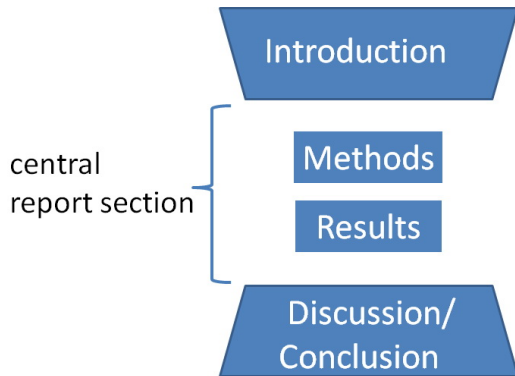 Introduction
central
report section
Methods
Results
Discussion/
Conclusion